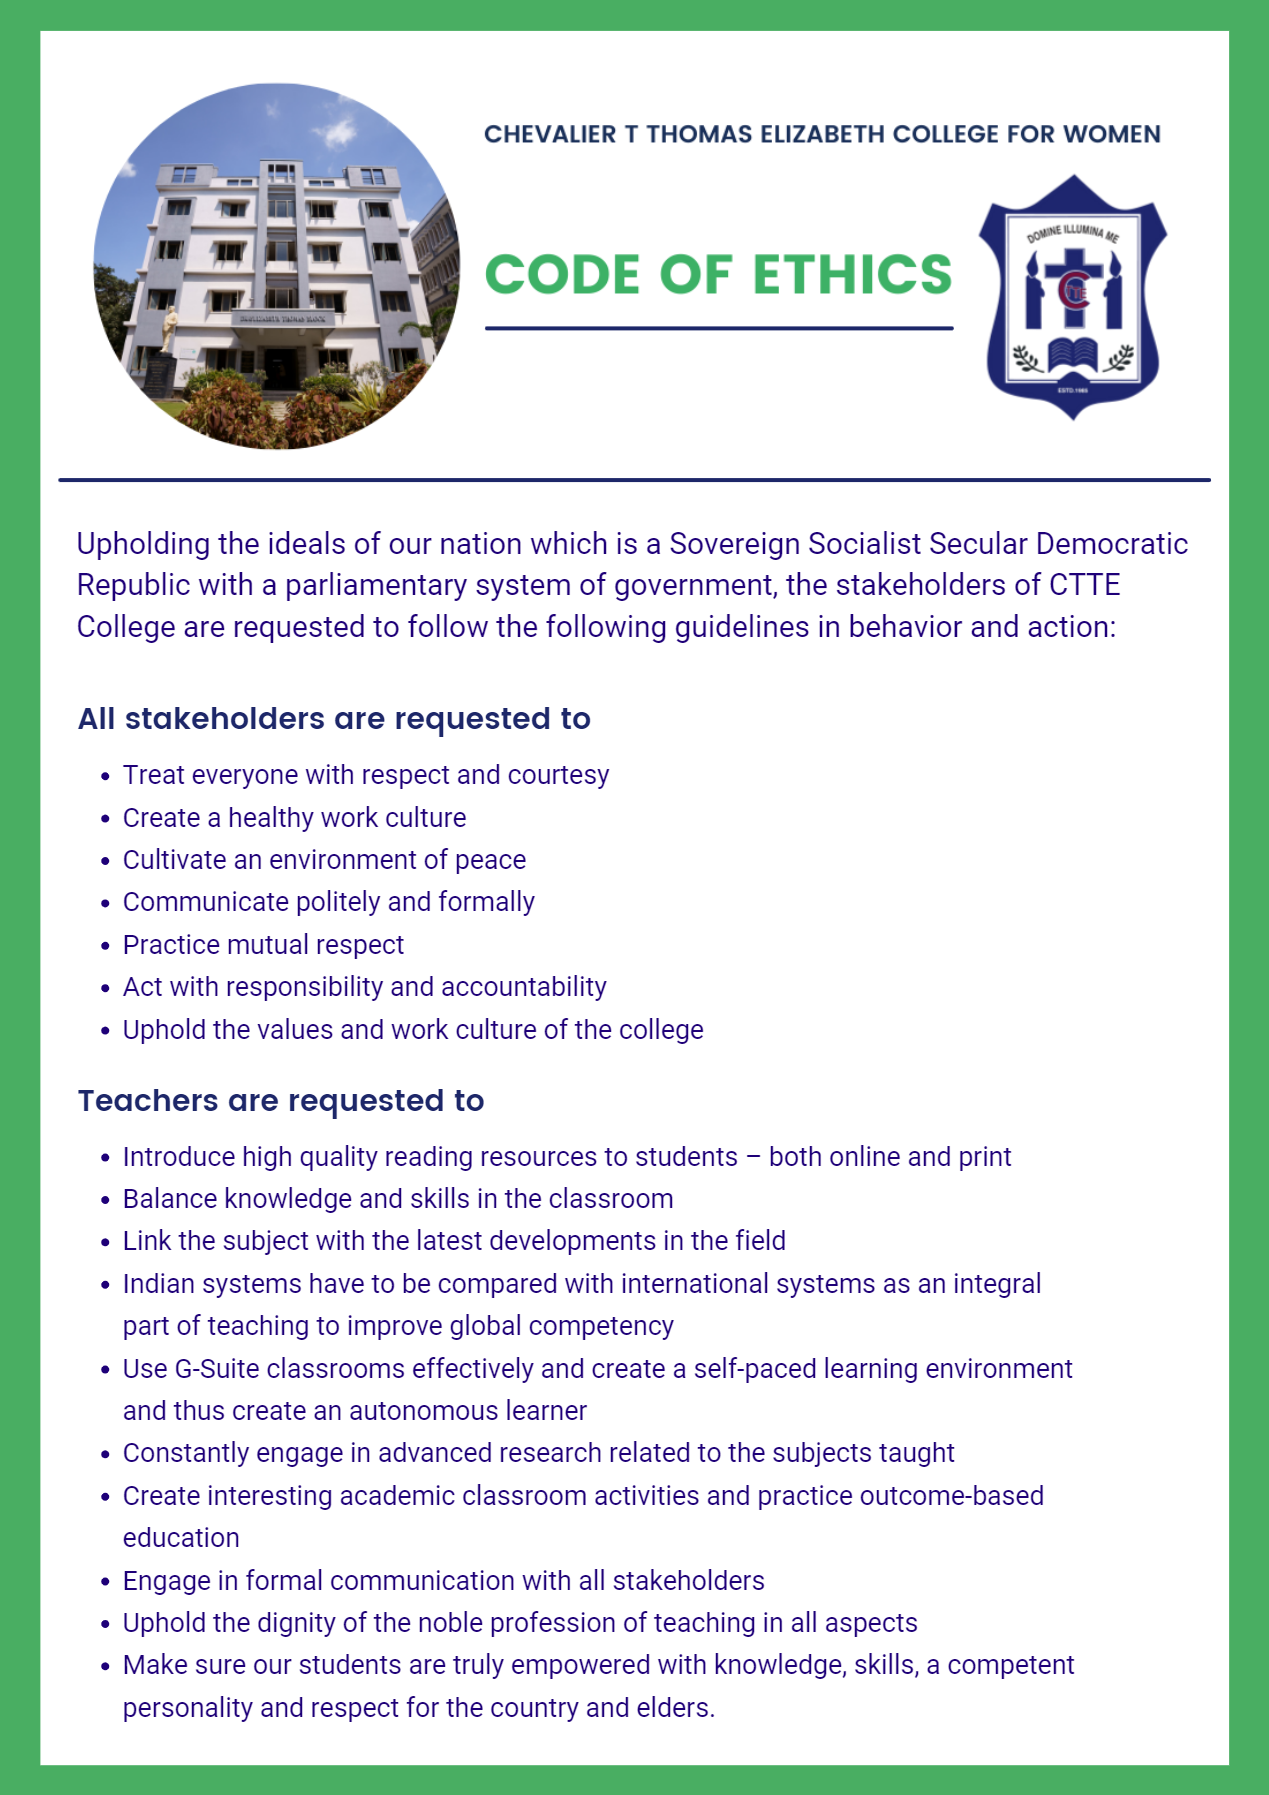 CHEVALIER T THOMAS ELIZABETH COLLEGE FOR WOMEN
CODE OF ETHICS
DOMINE ILLUMINA ME
CTTE
Upholding the ideals of our nation which is a Sovereign Socialist Secular Democratic
Republic with a parliamentary system of government, the stakeholders of CTTE
College are requested to follow the following guidelines in behavior and action:
All stakeholders are requested to
• Treat everyone with respect and courtesy
• Create a healthy work culture
• Cultivate an environment of peace
• Communicate politely and formally
• Practice mutual respect
• Act with responsibility and accountability
• Uphold the values and work culture of the college
Teachers are requested to
• Introduce high quality reading resources to students – both online and print
• Balance knowledge and skills in the classroom
• Link the subject with the latest developments in the field
• Indian systems have to be compared with international systems as an integral
part of teaching to improve global competency
• Use G-Suite classrooms effectively and create a self-paced learning environment
and thus create an autonomous learner
• Constantly engage in advanced research related to the subjects taught
• Create interesting academic classroom activities and practice outcome-based
education
• Engage in formal communication with all stakeholders
• Uphold the dignity of the noble profession of teaching in all aspects
• Make sure our students are truly empowered with knowledge, skills, a competent
personality and respect for the country and elders.